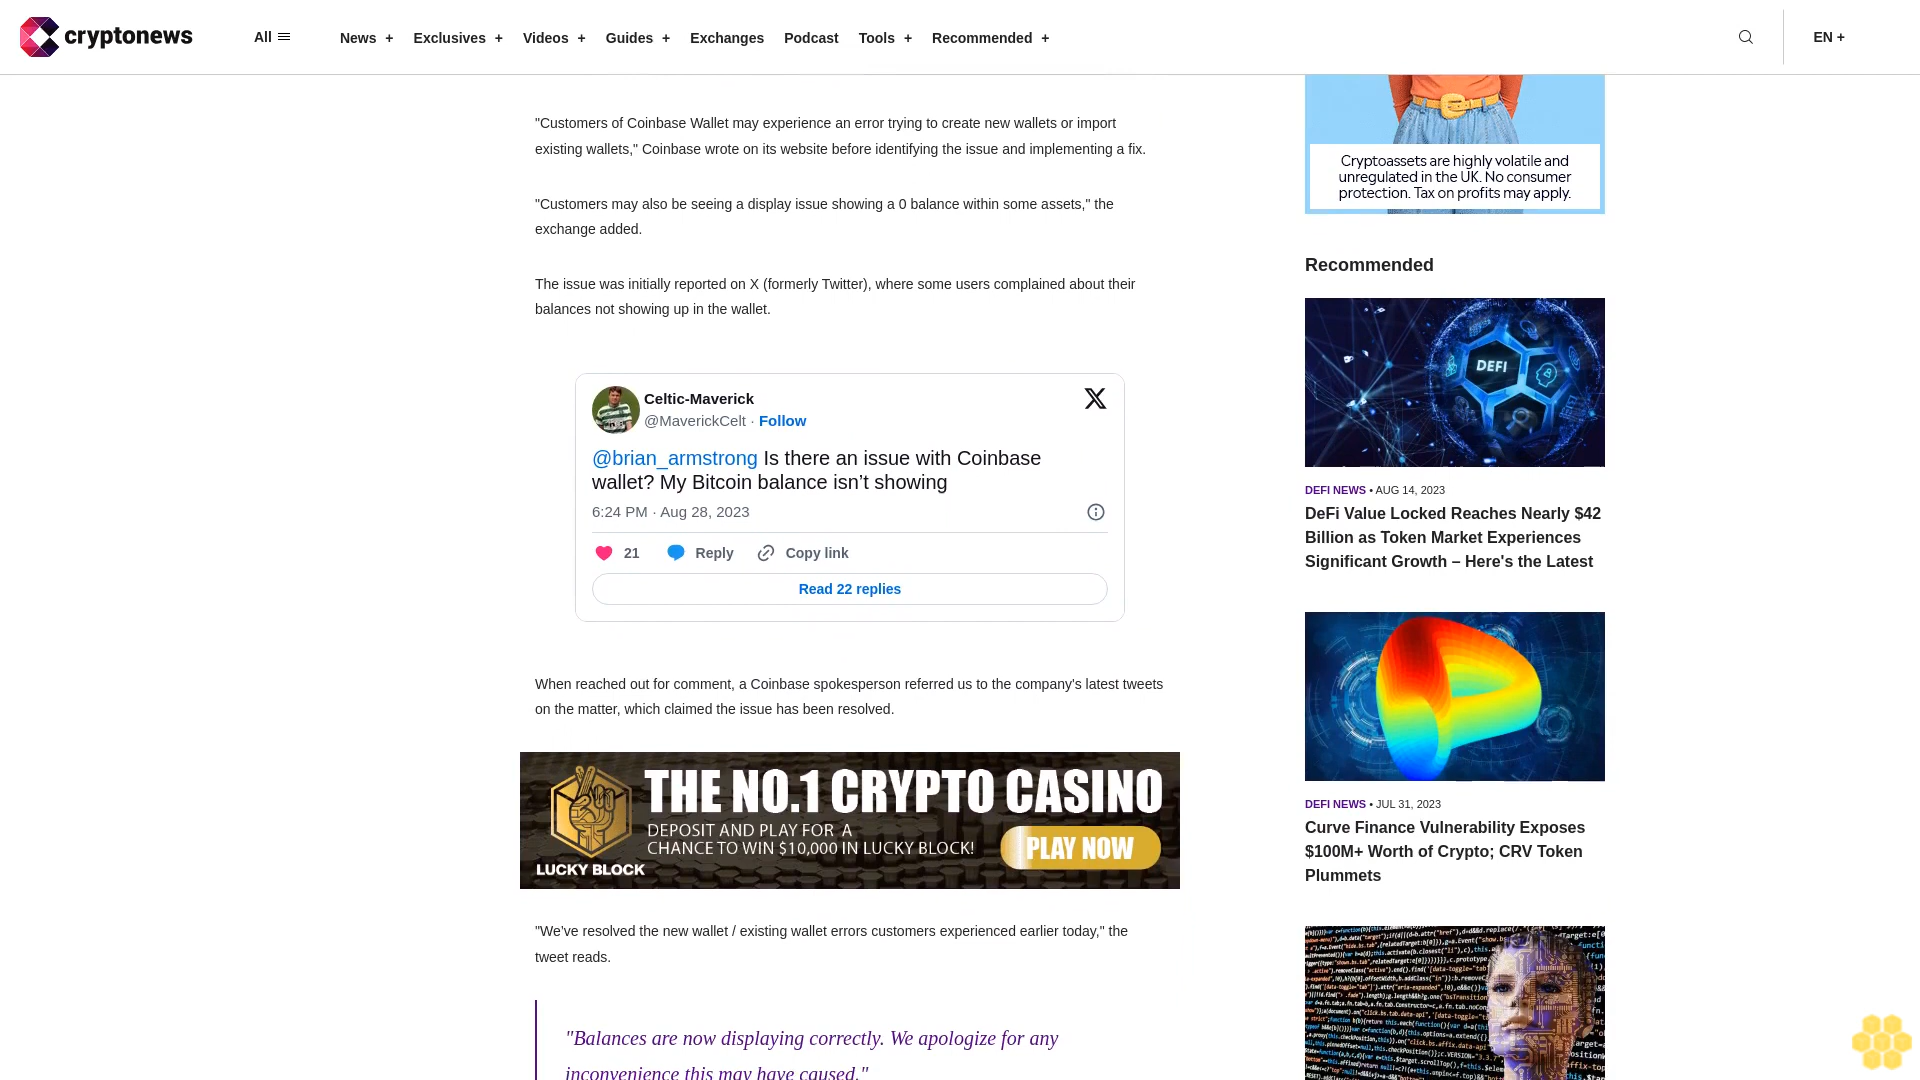 cryptonews
All
News +
Exclusives +
Videos +
Guides +
Exchanges
Podcast
Tools +
Recommended +
EN +
"Customers of Coinbase Wallet may experience an error trying to create new wallets or import
existing wallets," Coinbase wrote on its website before identifying the issue and implementing a fix.
"Customers may also be seeing a display issue showing a 0 balance within some assets," the
exchange added.
The issue was initially reported on X (formerly Twitter), where some users complained about their
balances not showing up in the wallet.
Celtic-Maverick
@MaverickCelt · Follow
@brian_armstrong Is there an issue with Coinbase
wallet? My Bitcoin balance isn’t showing
6:24 PM · Aug 28, 2023
21
Reply
Copy link
Read 22 replies
When reached out for comment, a Coinbase spokesperson referred us to the company's latest tweets
on the matter, which claimed the issue has been resolved.
THE NO.1 CRYPTO CASINO
DEPOSIT AND PLAY FOR A
CHANCE TO WIN $10,000 IN LUCKY BLOCK!
PLAY NOW
LUCKY BLOCK
"We’ve resolved the new wallet / existing wallet errors customers experienced earlier today," the
tweet reads.
"Balances are now displaying correctly. We apologize for any
inconvenience this may have caused."
Cryptoassets are highly volatile and
unregulated in the UK. No consumer
protection. Tax on profits may apply.
Recommended
DEFI
DEFI NEWS • AUG 14, 2023
DeFi Value Locked Reaches Nearly $42
Billion as Token Market Experiences
Significant Growth – Here's the Latest
DEFI NEWS • JUL 31, 2023
Curve Finance Vulnerability Exposes
$100M+ Worth of Crypto; CRV Token
Plummets